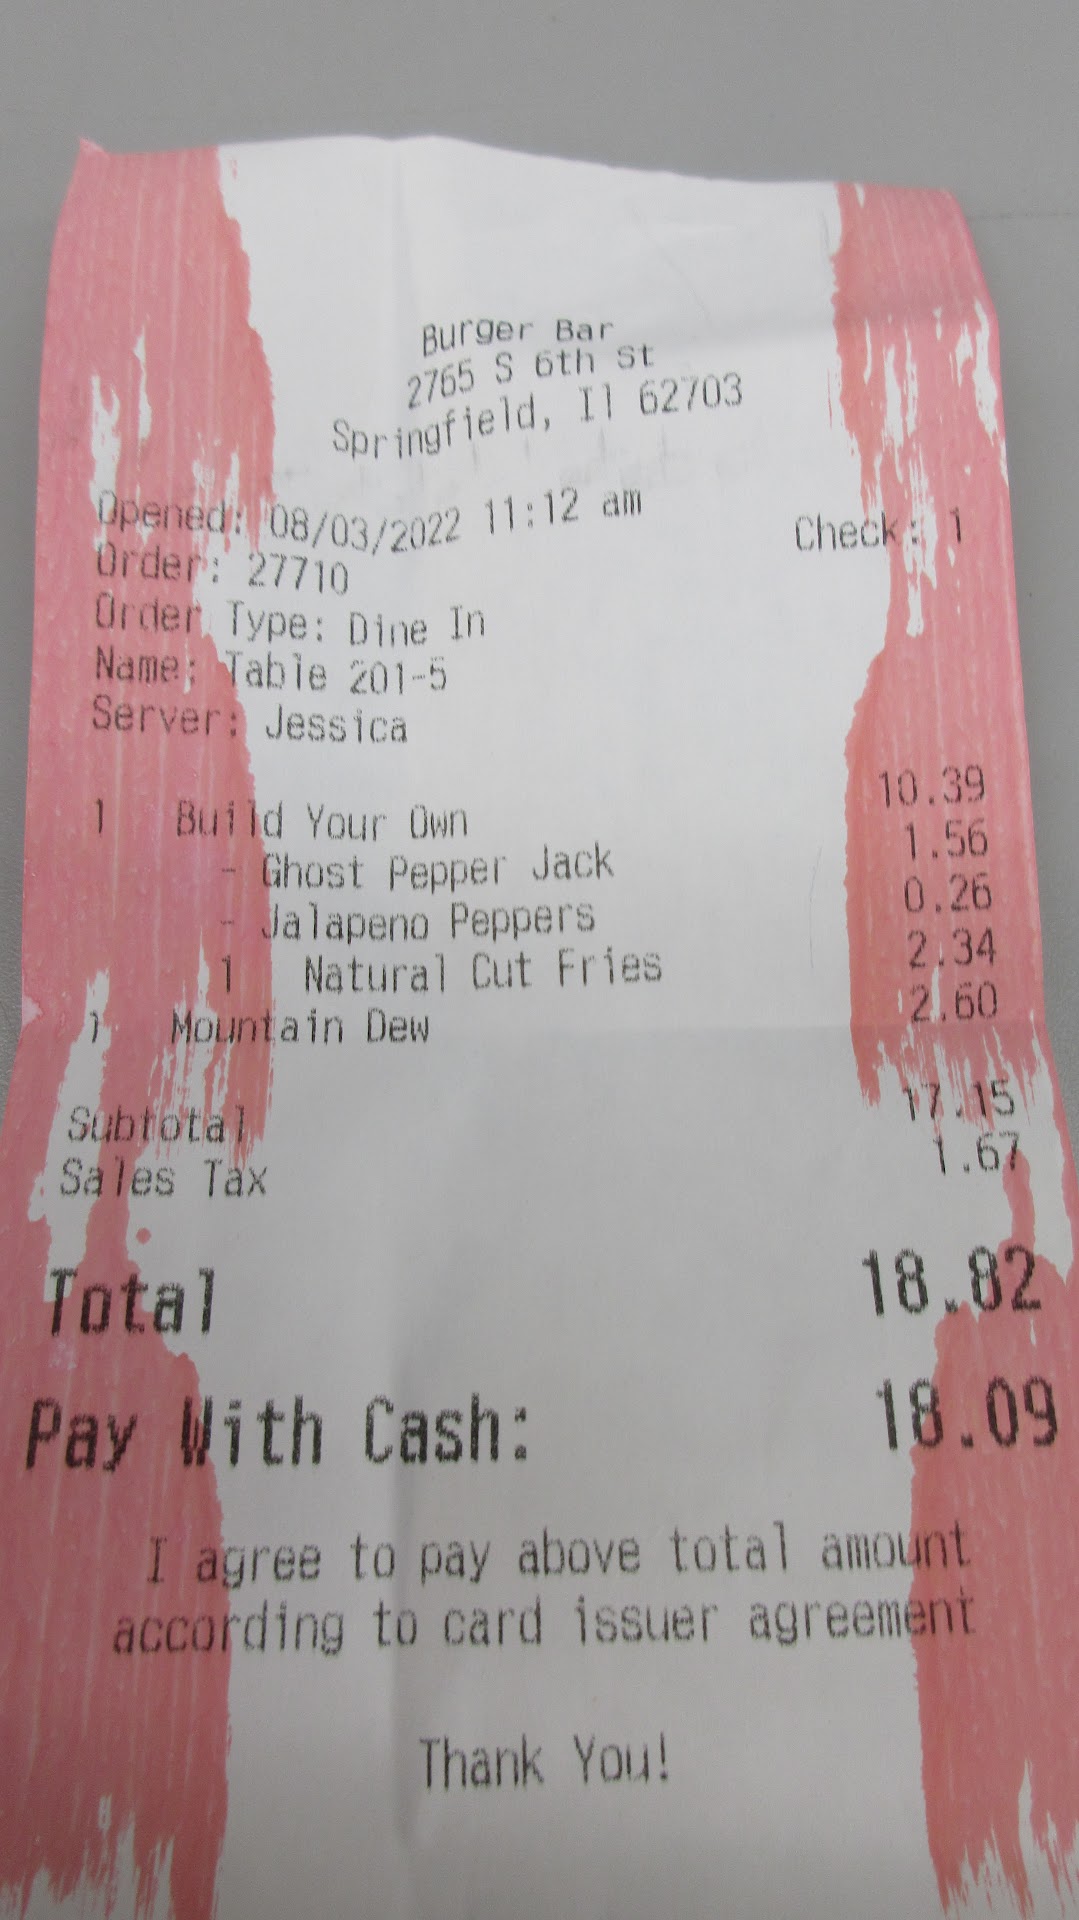 Burger Bar
2765 S 6th St
Springfield, Il 62703
Opened: 08/03/2022 11:12 am
Check: 1
Order: 27710
Order Type: Dine In
Name: Table 201-5
Server: Jessica
1 Build Your Own 10.39
- Ghost Pepper Jack 1.56
- Jalapeno Peppers 0.26
1 Natural Cut Fries 2.34
1 Mountain Dew 2.60
Subtotal 17.15
Sales Tax 1.67
Total 18.82
Pay With Cash: 18.09
I agree to pay above total amount
according to card issuer agreement
Thank You!